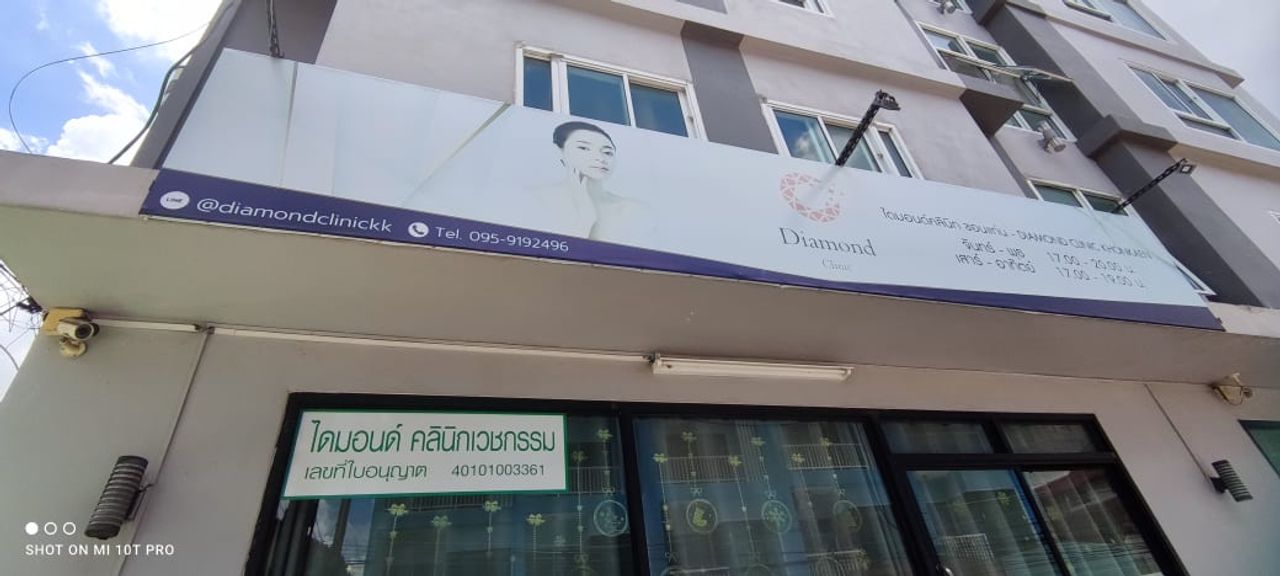 LINE @diamondclinickk Tel. 095-9192496
Diamond
Clinic
ไดมอนด์คลินิก ขอนแก่น - DIAMOND CLINIC KHONKAEN
จันทร์ - พฤ 17.00 - 20.00 น.
เสาร์ - อาทิตย์ 17.00 - 19.00 น.
ไดมอนด์ คลินิกเวชกรรม
เลขที่ใบอนุญาต 40101003361
SHOT ON MI 10T PRO